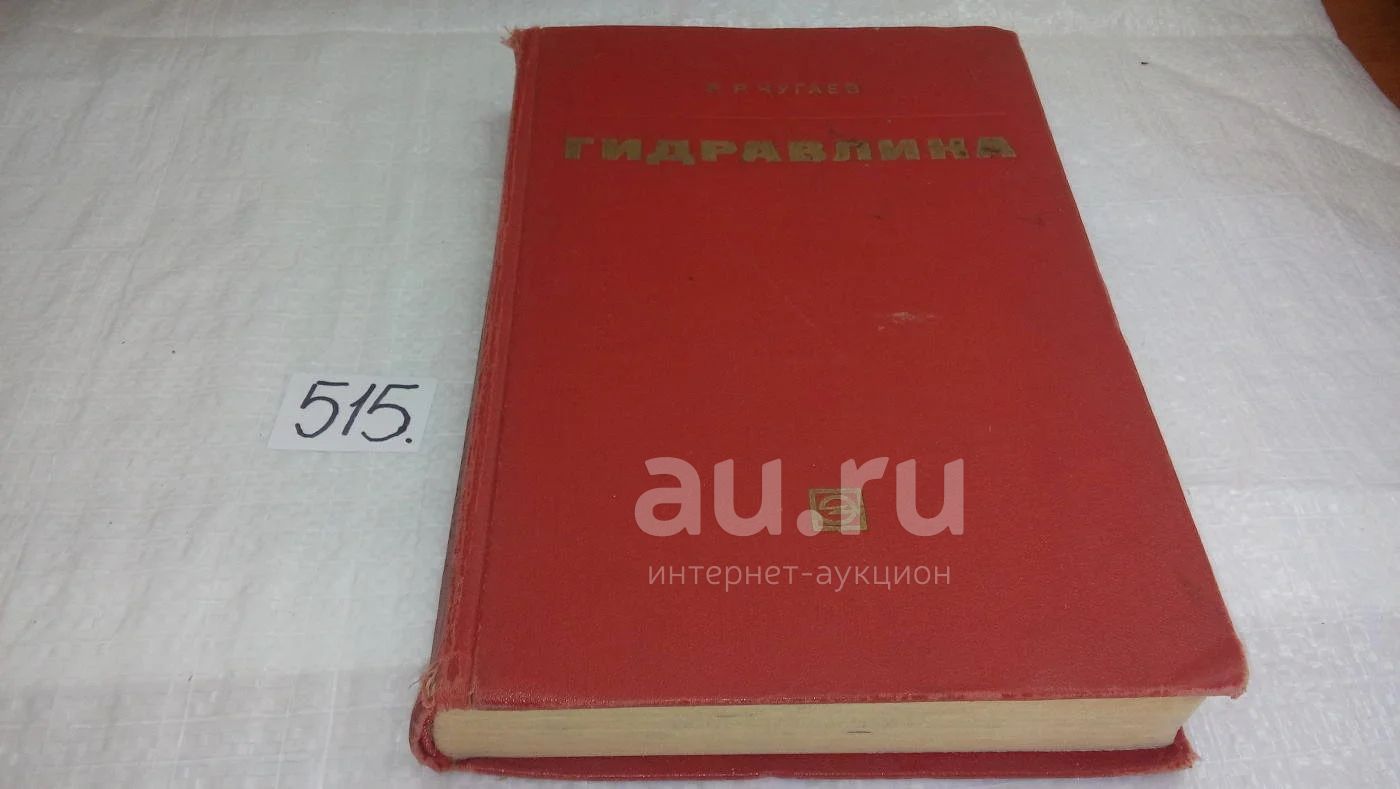 Р. Р. ЧУГАЕВ
ГИДРАВЛИКА
515.
au.ru
интернет-аукцион